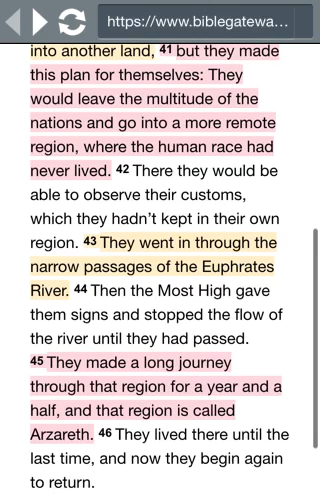 https://www.biblegatewa...
into another land, 41 but they made
this plan for themselves: They
would leave the multitude of the
nations and go into a more remote
region, where the human race had
never lived. 42 There they would be
able to observe their customs,
which they hadn’t kept in their own
region. 43 They went in through the
narrow passages of the Euphrates
River. 44 Then the Most High gave
them signs and stopped the flow of
the river until they had passed.
45 They made a long journey
through that region for a year and a
half, and that region is called
Arzareth. 46 They lived there until the
last time, and now they begin again
to return.